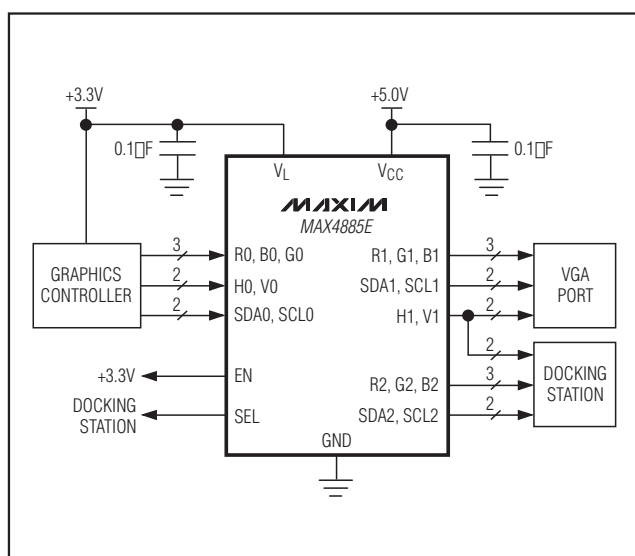 +3.3V
+5.0V
0.1□F
0.1□F
VL
VCC
MAXIM
MAX4885E
GRAPHICS
CONTROLLER
3
R0, B0, G0
2
H0, V0
2
SDA0, SCL0
R1, G1, B1
3
SDA1, SCL1
2
H1, V1
2
VGA
PORT
2
R2, G2, B2
3
SDA2, SCL2
2
DOCKING
STATION
+3.3V
EN
DOCKING
STATION
SEL
GND